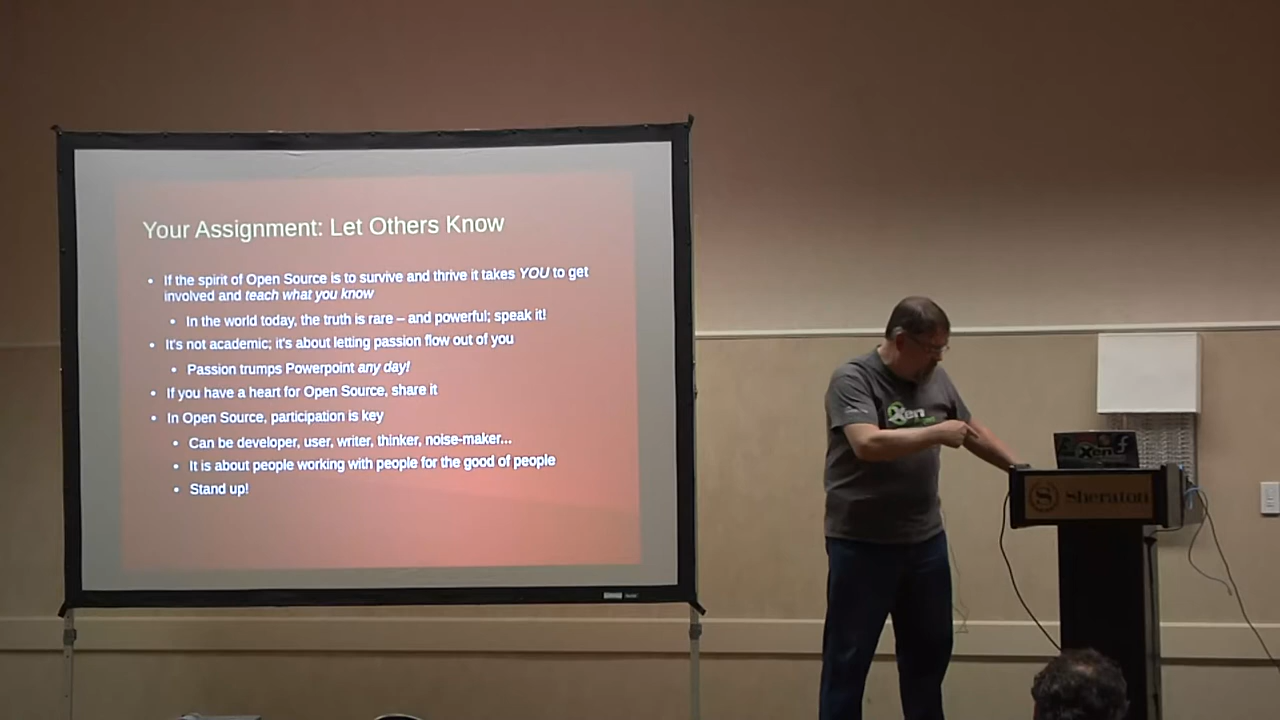 Your Assignment: Let Others Know
• If the spirit of Open Source is to survive and thrive it takes YOU to get
involved and teach what you know
• In the world today, the truth is rare – and powerful; speak it!
• It's not academic; it's about letting passion flow out of you
• Passion trumps Powerpoint any day!
• If you have a heart for Open Source, share it
• In Open Source, participation is key
• Can be developer, user, writer, thinker, noise-maker...
• It is about people working with people for the good of people
• Stand up!
Xen
Xen
Sheraton